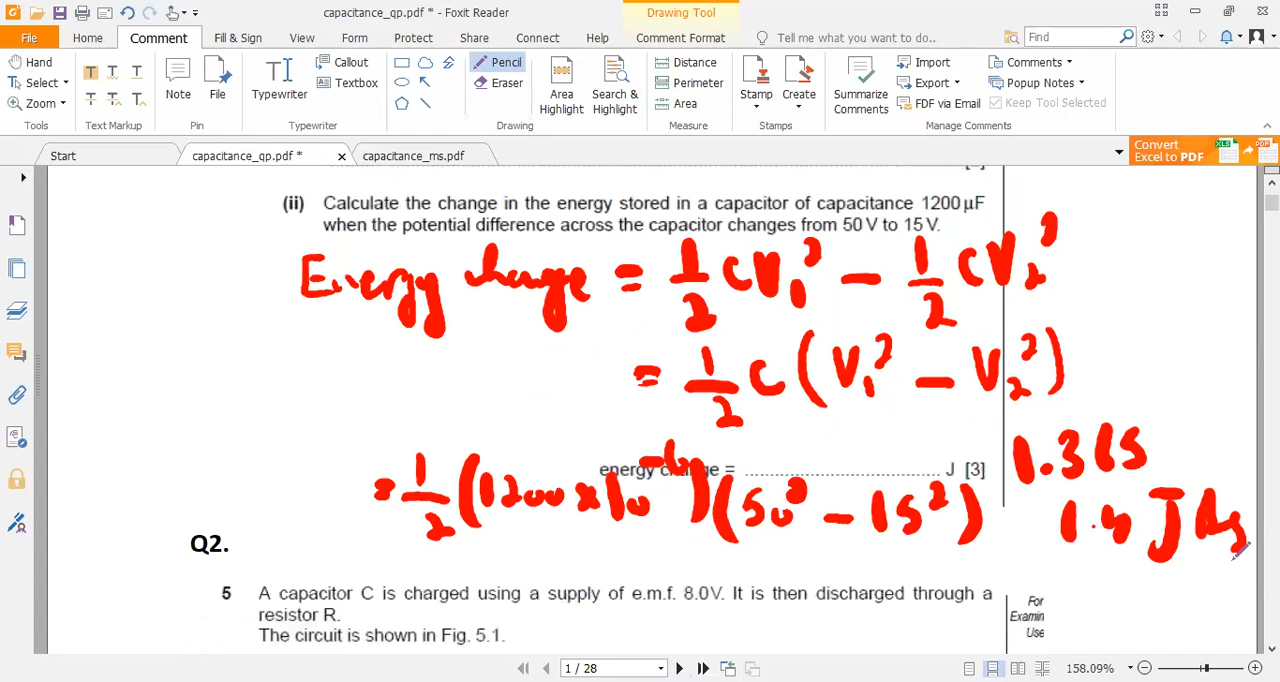 capacitance_qp.pdf * - Foxit Reader
Drawing Tool
File Home Comment Fill & Sign View Form Protect Share Connect Help Comment Format Tell me what you want to do.. Find
Hand
Select
Zoom
Tools
Text Markup
Note
File
Pin
Typewriter
Callout
Textbox
Typewriter
Pencil
Eraser
Drawing
Area Highlight
Search & Highlight
Distance
Perimeter
Area
Measure
Stamp
Create
Stamps
Summarize Comments
Import
Export
FDF via Email
Comments
Popup Notes
Keep Tool Selected
Manage Comments
Start capacitance_qp.pdf * capacitance_ms.pdf
Convert Excel to PDF
(ii) Calculate the change in the energy stored in a capacitor of capacitance 1200 µF
when the potential difference across the capacitor changes from 50 V to 15 V.
Energy change = 1/2 CV₁² − 1/2 CV₂²
= 1/2 C (V₁² − V₂²)
energy change = ................................................ J [3]
1.365
= 1/2 (1200 × 10⁻⁶) (50² − 15²)
1.4 J Ans
Q2.
5 A capacitor C is charged using a supply of e.m.f. 8.0V. It is then discharged through a
resistor R.
The circuit is shown in Fig. 5.1.
For
Examin
Use
1 / 28
158.09%